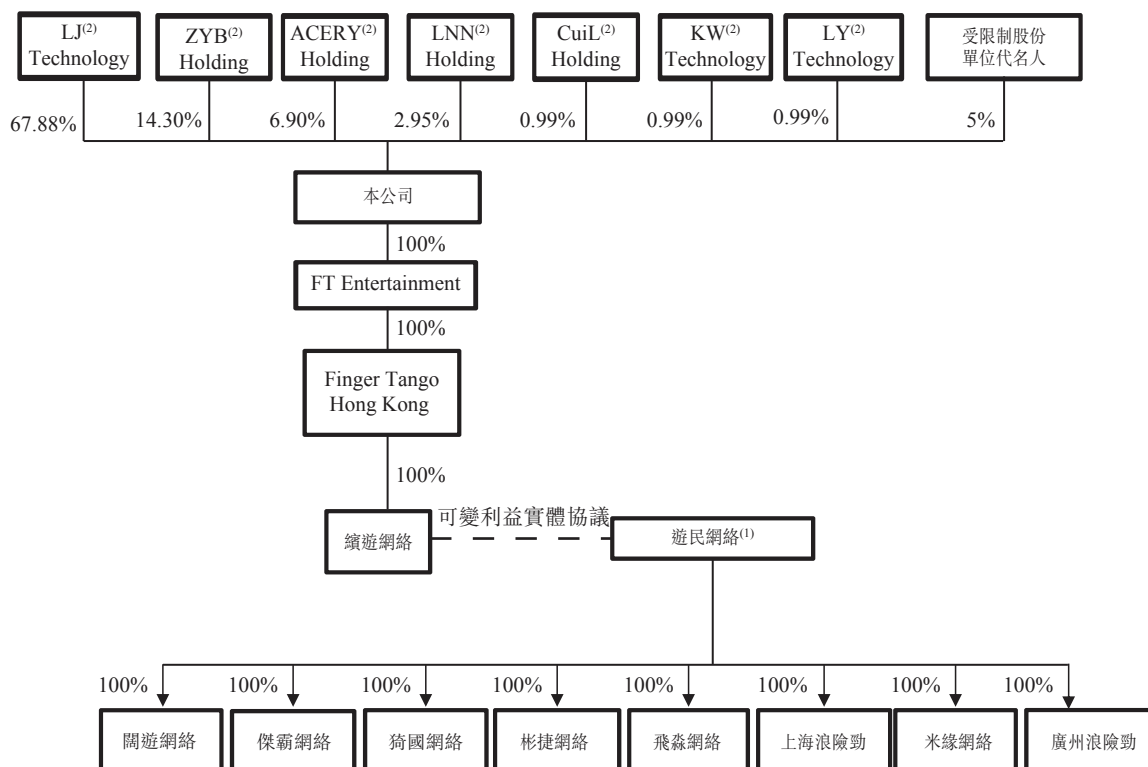 LJ(2)
Technology
ZYB(2)
Holding
ACERY(2)
Holding
LNN(2)
Holding
CuiL(2)
Holding
KW(2)
Technology
LY(2)
Technology
受限制股份
單位代名人
67.88%
14.30%
6.90%
2.95%
0.99%
0.99%
0.99%
5%
本公司
100%
FT Entertainment
100%
Finger Tango
Hong Kong
100%
繽遊網絡
可變利益實體協議
遊民網絡(1)
100%
100%
100%
100%
100%
100%
100%
100%
闊遊網絡
傑霸網絡
猗國網絡
彬捷網絡
飛淼網絡
上海浪險勁
米緣網絡
廣州浪險勁